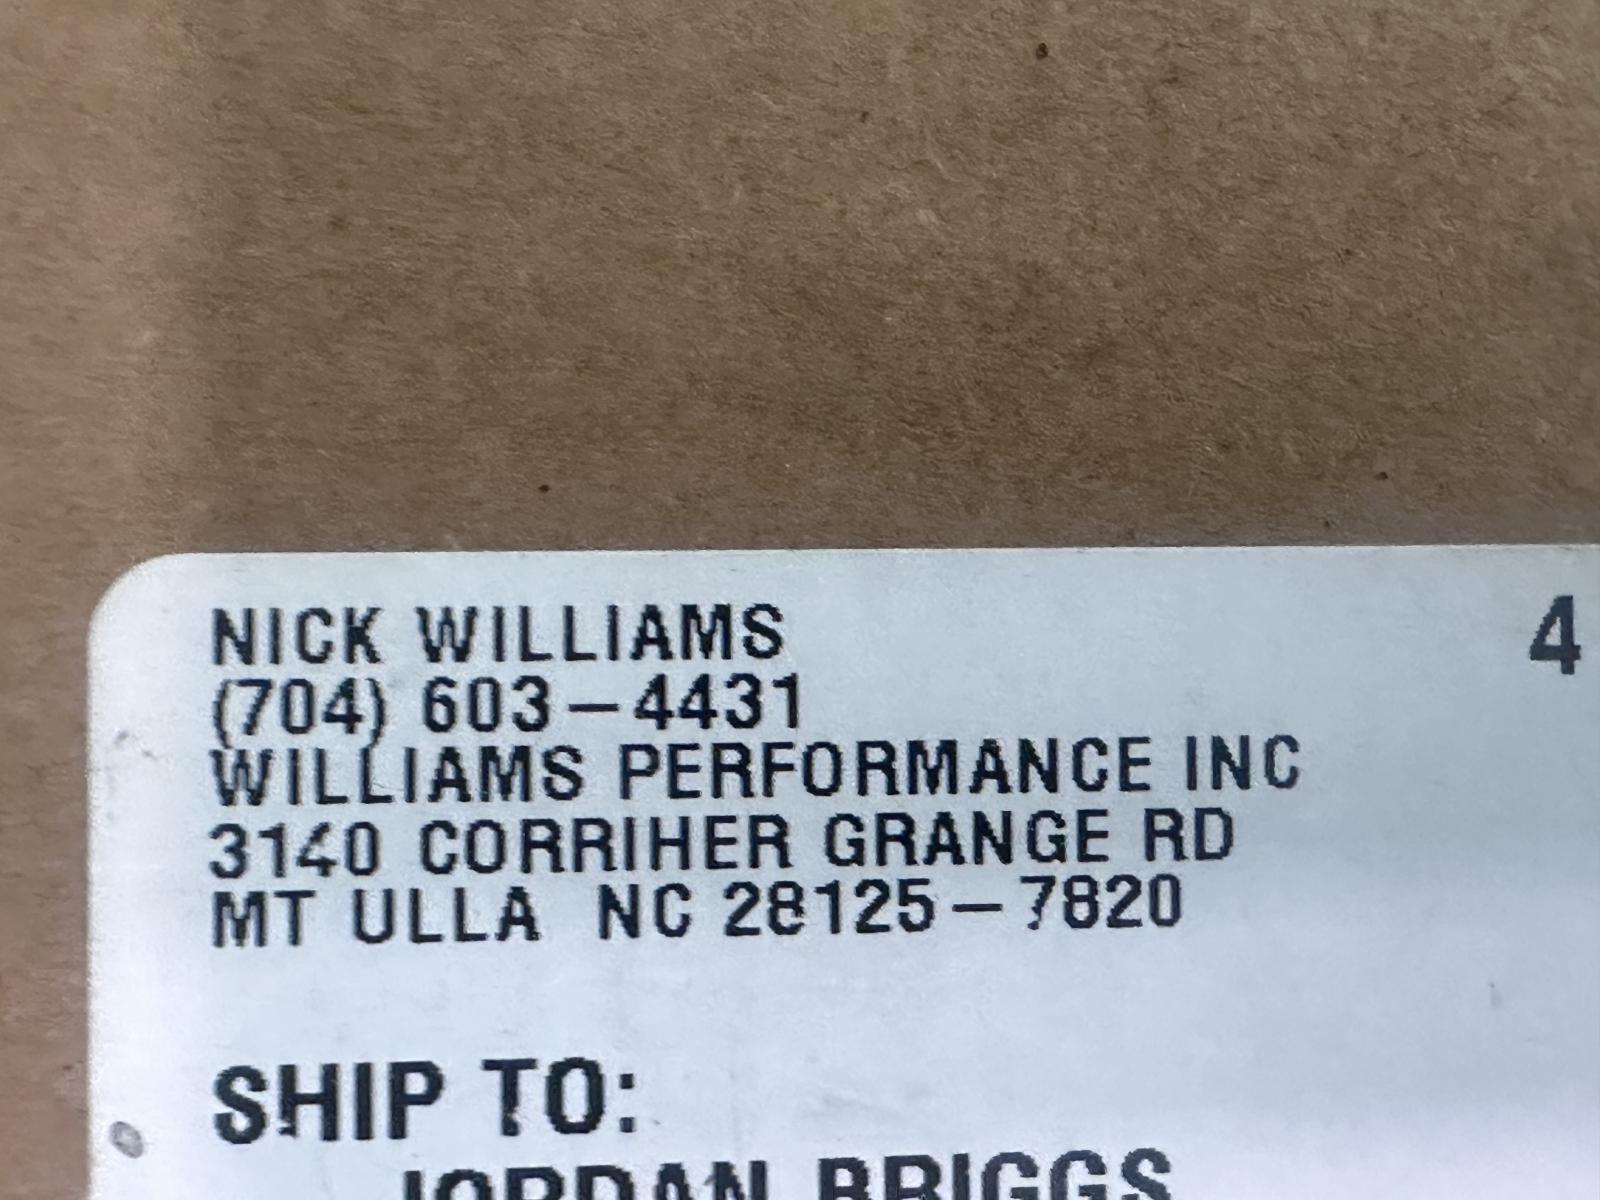 NICK WILLIAMS 4
(704) 603-4431
WILLIAMS PERFORMANCE INC
3140 CORRIHER GRANGE RD
MT ULLA  NC 28125-7820
SHIP TO:
JORDAN BRIGGS